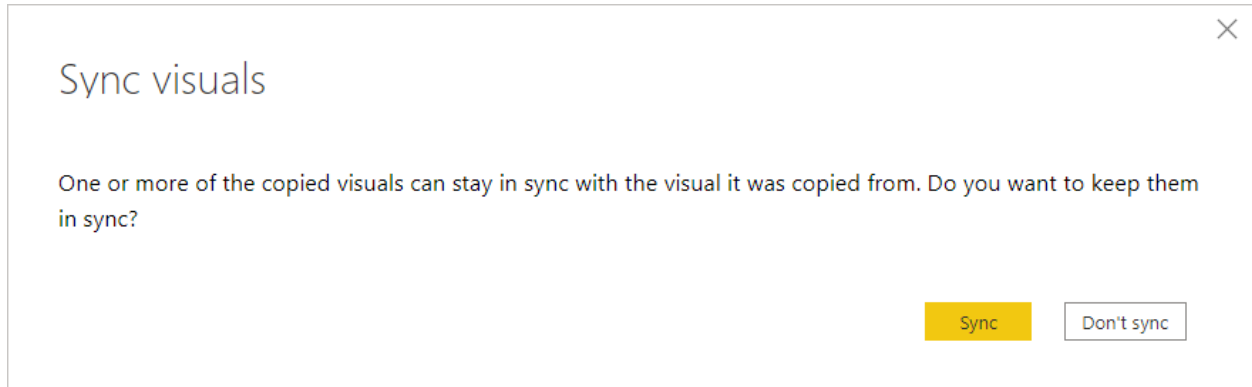 Sync visuals
One or more of the copied visuals can stay in sync with the visual it was copied from. Do you want to keep them
in sync?
Sync
Don't sync